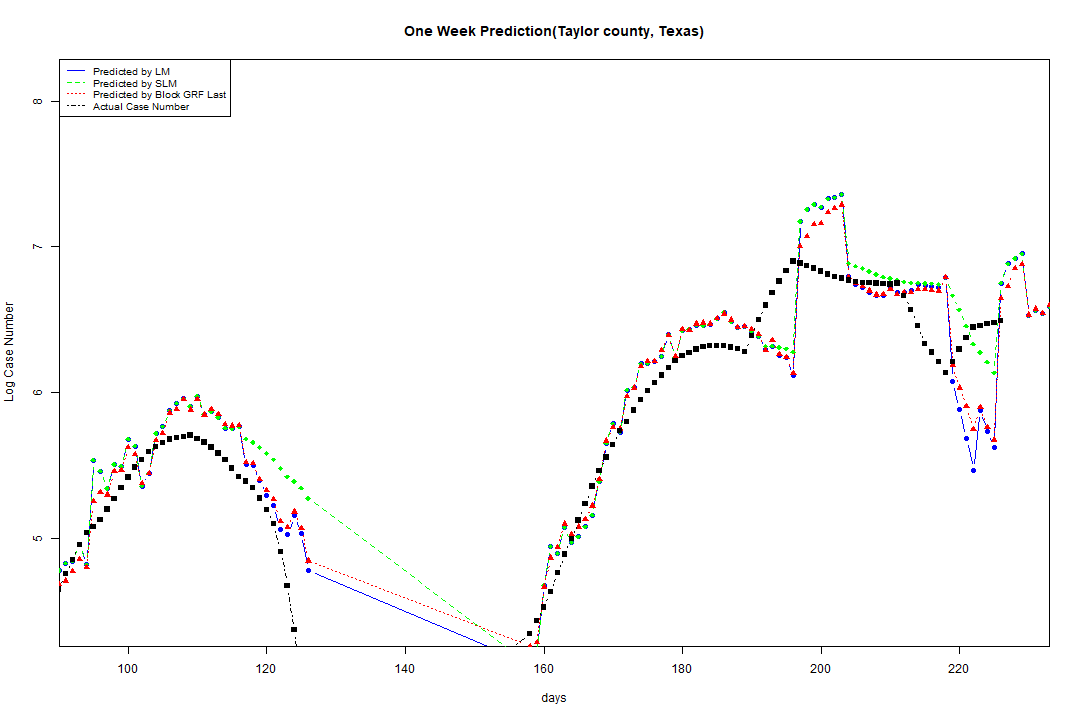 One Week Prediction(Taylor county, Texas)
Predicted by LM
Predicted by SLM
Predicted by Block GRF Last
Actual Case Number
8
7
6
5
Log Case Number
100 120 140 160 180 200 220
days